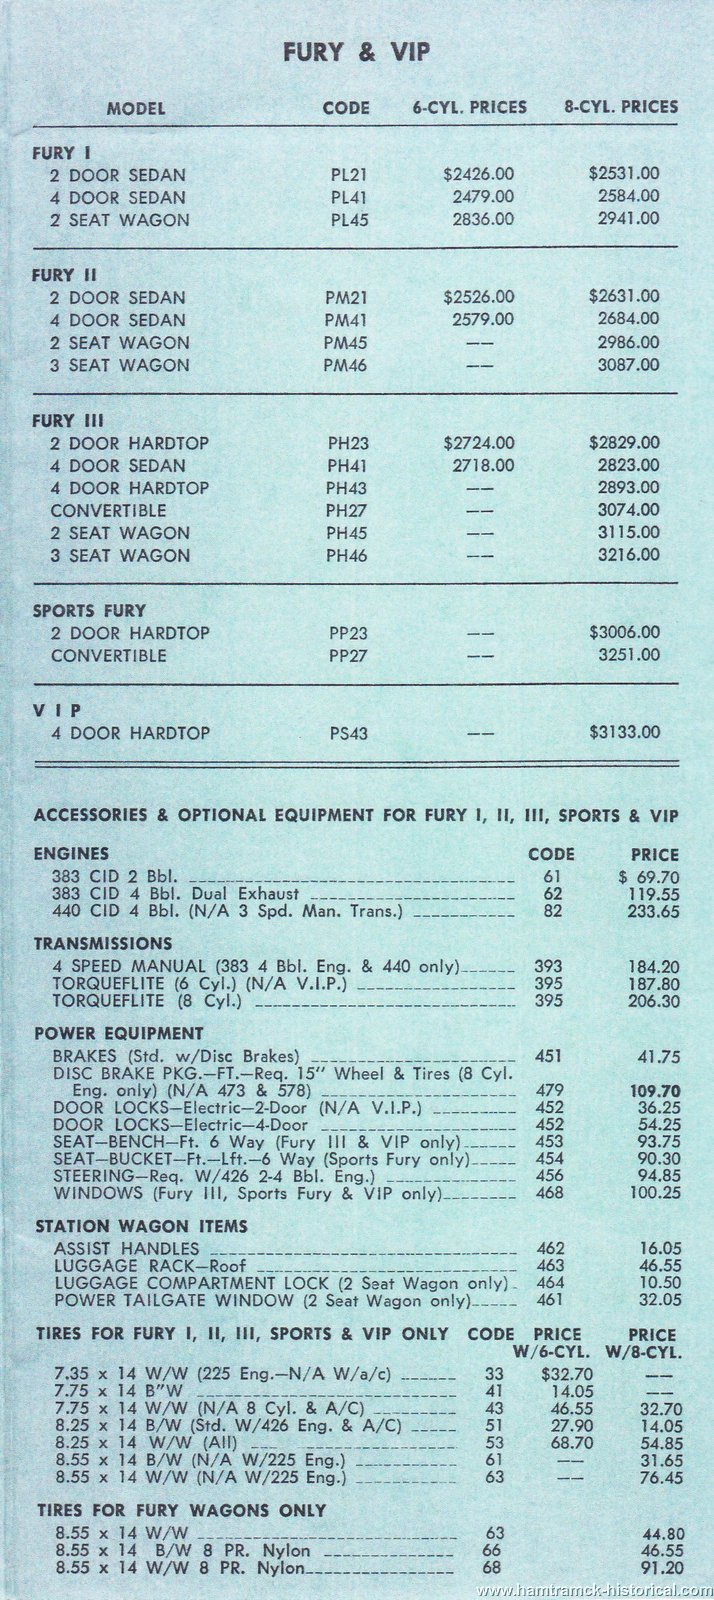 FURY & VIP
MODEL CODE 6-CYL. PRICES 8-CYL. PRICES
FURY I
2 DOOR SEDAN PL21 $2426.00 $2531.00
4 DOOR SEDAN PL41 2479.00 2584.00
2 SEAT WAGON PL45 2836.00 2941.00
FURY II
2 DOOR SEDAN PM21 $2526.00 $2631.00
4 DOOR SEDAN PM41 2579.00 2684.00
2 SEAT WAGON PM45 –– 2986.00
3 SEAT WAGON PM46 –– 3087.00
FURY III
2 DOOR HARDTOP PH23 $2724.00 $2829.00
4 DOOR SEDAN PH41 2718.00 2823.00
4 DOOR HARDTOP PH43 –– 2893.00
CONVERTIBLE PH27 –– 3074.00
2 SEAT WAGON PH45 –– 3115.00
3 SEAT WAGON PH46 –– 3216.00
SPORTS FURY
2 DOOR HARDTOP PP23 –– $3006.00
CONVERTIBLE PP27 –– 3251.00
V I P
4 DOOR HARDTOP PS43 –– $3133.00
ACCESSORIES & OPTIONAL EQUIPMENT FOR FURY I, II, III, SPORTS & VIP
ENGINES CODE PRICE
383 CID 2 Bbl. 61 $ 69.70
383 CID 4 Bbl. Dual Exhaust 62 119.55
440 CID 4 Bbl. (N/A 3 Spd. Man. Trans.) 82 233.65
TRANSMISSIONS
4 SPEED MANUAL (383 4 Bbl. Eng. & 440 only) 393 184.20
TORQUEFLITE (6 Cyl.) (N/A V.I.P.) 395 187.80
TORQUEFLITE (8 Cyl.) 395 206.30
POWER EQUIPMENT
BRAKES (Std. w/Disc Brakes) 451 41.75
DISC BRAKE PKG.–FT.–Req. 15" Wheel & Tires (8 Cyl.
Eng. only) (N/A 473 & 578) 479 109.70
DOOR LOCKS–Electric–2-Door (N/A V.I.P.) 452 36.25
DOOR LOCKS–Electric–4-Door 452 54.25
SEAT–BENCH–Ft. 6 Way (Fury III & VIP only) 453 93.75
SEAT–BUCKET–Ft.–Lft.–6 Way (Sports Fury only) 454 90.30
STEERING–Req. W/426 2-4 Bbl. Eng.) 456 94.85
WINDOWS (Fury III, Sports Fury & VIP only) 468 100.25
STATION WAGON ITEMS
ASSIST HANDLES 462 16.05
LUGGAGE RACK–Roof 463 46.55
LUGGAGE COMPARTMENT LOCK (2 Seat Wagon only) 464 10.50
POWER TAILGATE WINDOW (2 Seat Wagon only) 461 32.05
TIRES FOR FURY I, II, III, SPORTS & VIP ONLY CODE PRICE PRICE
W/6-CYL. W/8-CYL.
7.35 x 14 W/W (225 Eng.–N/A W/a/c) 33 $32.70 ––
7.75 x 14 B"W 41 14.05 ––
7.75 x 14 W/W (N/A 8 Cyl. & A/C) 43 46.55 32.70
8.25 x 14 B/W (Std. W/426 Eng. & A/C) 51 27.90 14.05
8.25 x 14 W/W (All) 53 68.70 54.85
8.55 x 14 B/W (N/A W/225 Eng.) 61 –– 31.65
8.55 x 14 W/W (N/A W/225 Eng.) 63 –– 76.45
TIRES FOR FURY WAGONS ONLY
8.55 x 14 W/W 63 44.80
8.55 x 14 B/W 8 PR. Nylon 66 46.55
8.55 x 14 W/W 8 PR. Nylon 68 91.20
www.hamtramck-historical.com